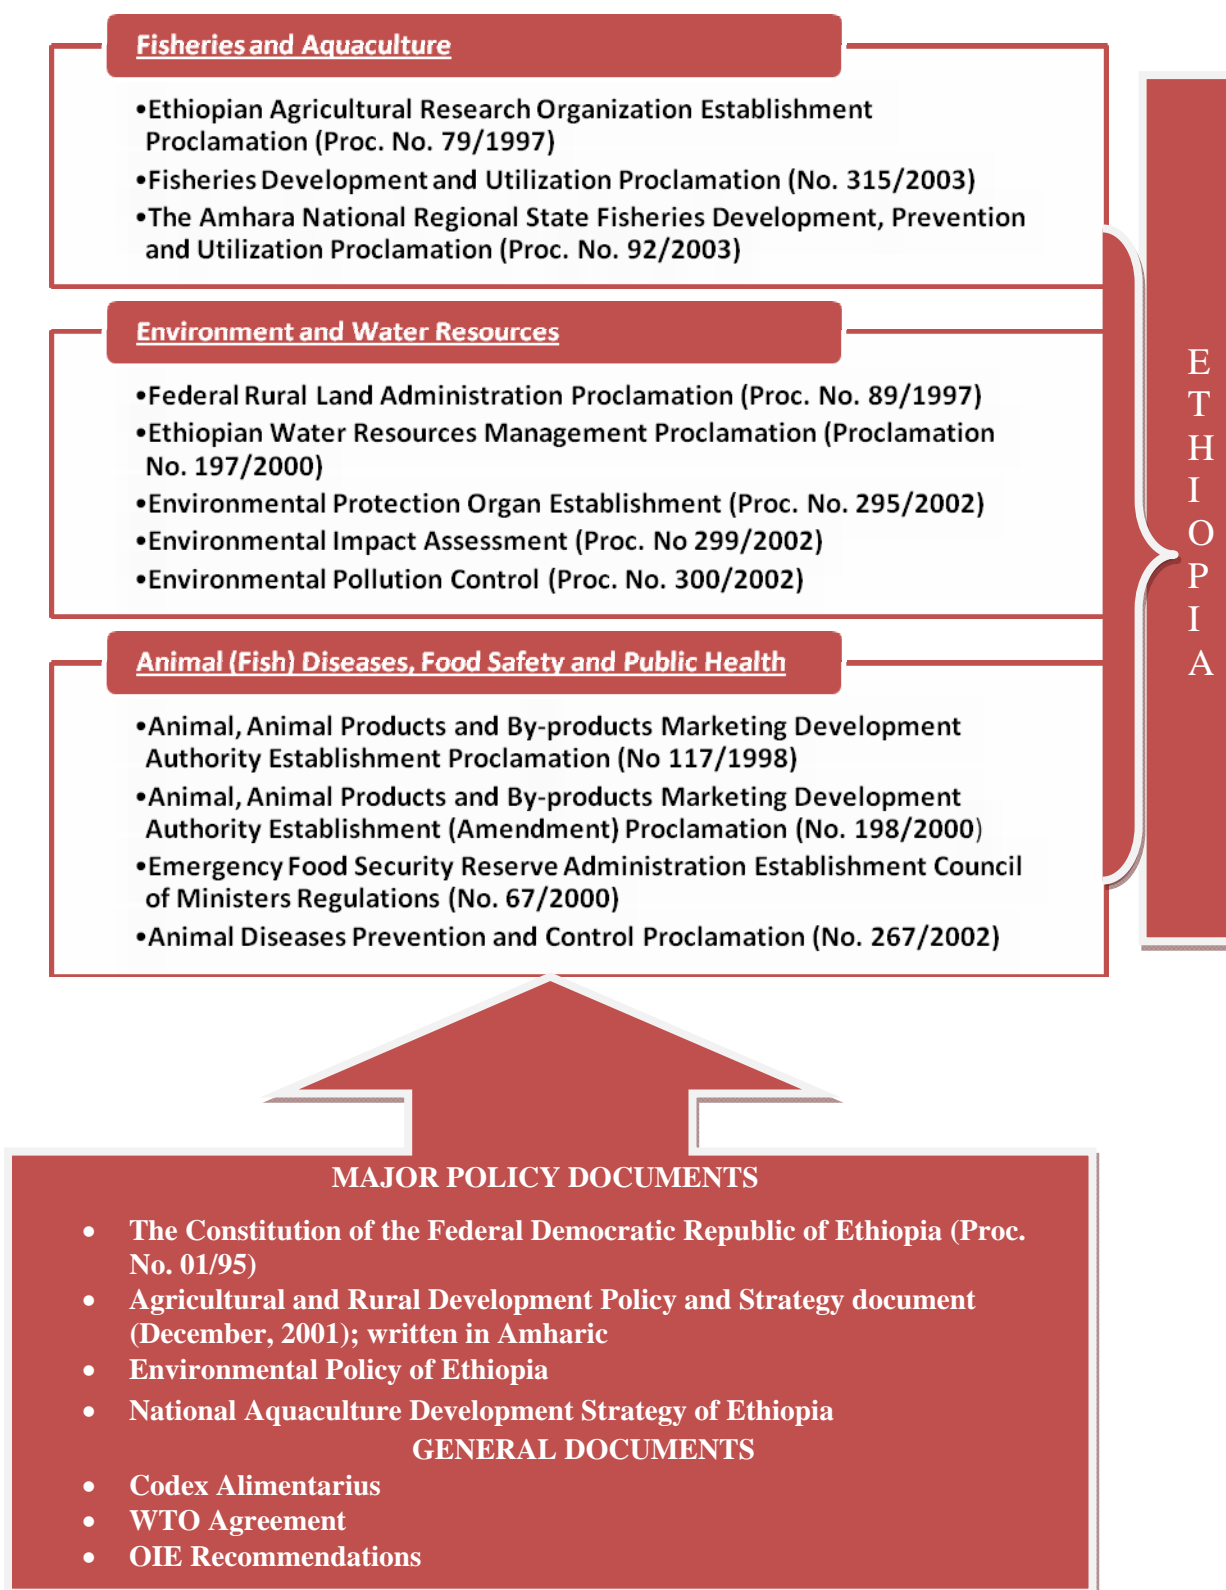 Fisheries and Aquaculture
•Ethiopian Agricultural Research Organization Establishment
Proclamation (Proc. No. 79/1997)
•Fisheries Development and Utilization Proclamation (No. 315/2003)
•The Amhara National Regional State Fisheries Development, Prevention
and Utilization Proclamation (Proc. No. 92/2003)
Environment and Water Resources
•Federal Rural Land Administration Proclamation (Proc. No. 89/1997)
•Ethiopian Water Resources Management Proclamation (Proclamation
No. 197/2000)
•Environmental Protection Organ Establishment (Proc. No. 295/2002)
•Environmental Impact Assessment (Proc. No 299/2002)
•Environmental Pollution Control (Proc. No. 300/2002)
Animal (Fish) Diseases, Food Safety and Public Health
•Animal, Animal Products and By-products Marketing Development
Authority Establishment Proclamation (No 117/1998)
•Animal, Animal Products and By-products Marketing Development
Authority Establishment (Amendment) Proclamation (No. 198/2000)
•Emergency Food Security Reserve Administration Establishment Council
of Ministers Regulations (No. 67/2000)
•Animal Diseases Prevention and Control Proclamation (No. 267/2002)
E
T
H
I
O
P
I
A
MAJOR POLICY DOCUMENTS
• The Constitution of the Federal Democratic Republic of Ethiopia (Proc.
No. 01/95)
• Agricultural and Rural Development Policy and Strategy document
(December, 2001); written in Amharic
• Environmental Policy of Ethiopia
• National Aquaculture Development Strategy of Ethiopia
GENERAL DOCUMENTS
• Codex Alimentarius
• WTO Agreement
• OIE Recommendations